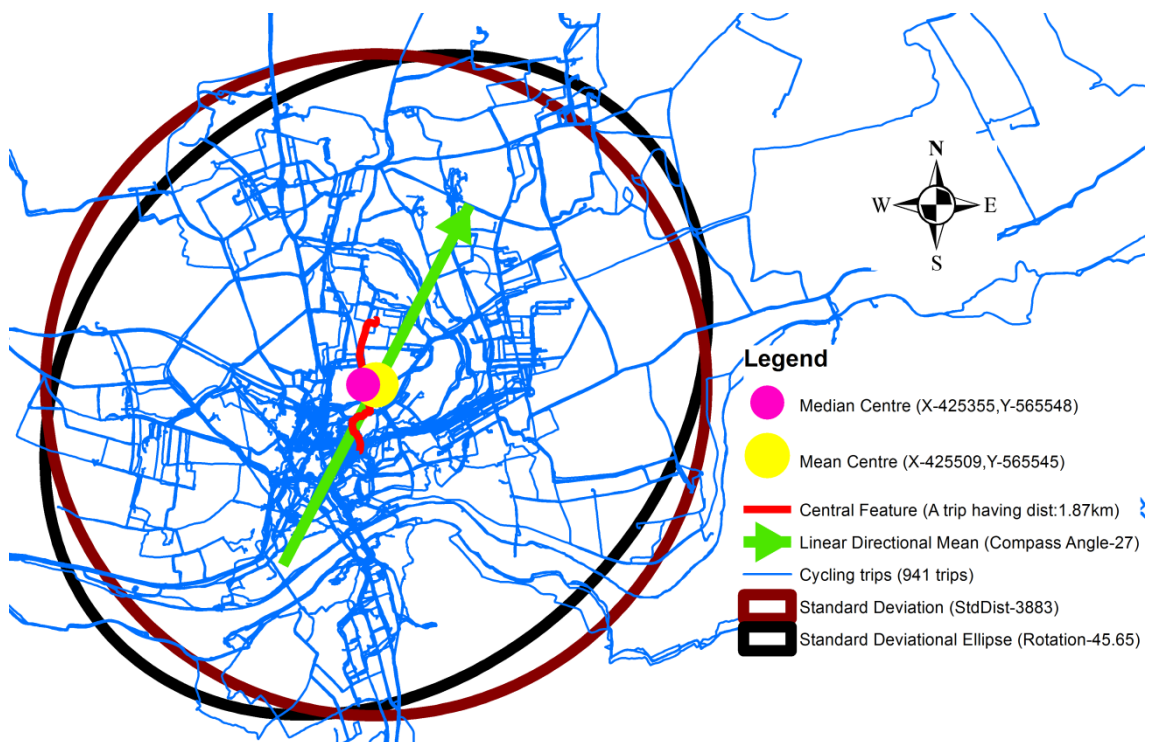 N
W E
S
Legend
Median Centre (X-425355,Y-565548)
Mean Centre (X-425509,Y-565545)
Central Feature (A trip having dist:1.87km)
Linear Directional Mean (Compass Angle-27)
Cycling trips (941 trips)
Standard Deviation (StdDist-3883)
Standard Deviational Ellipse (Rotation-45.65)